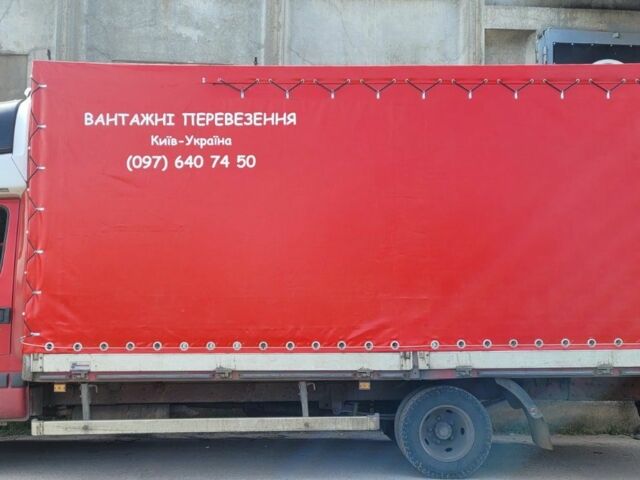 ВАНТАЖНІ ПЕРЕВЕЗЕННЯ
Київ-Україна
(097) 640 74 50